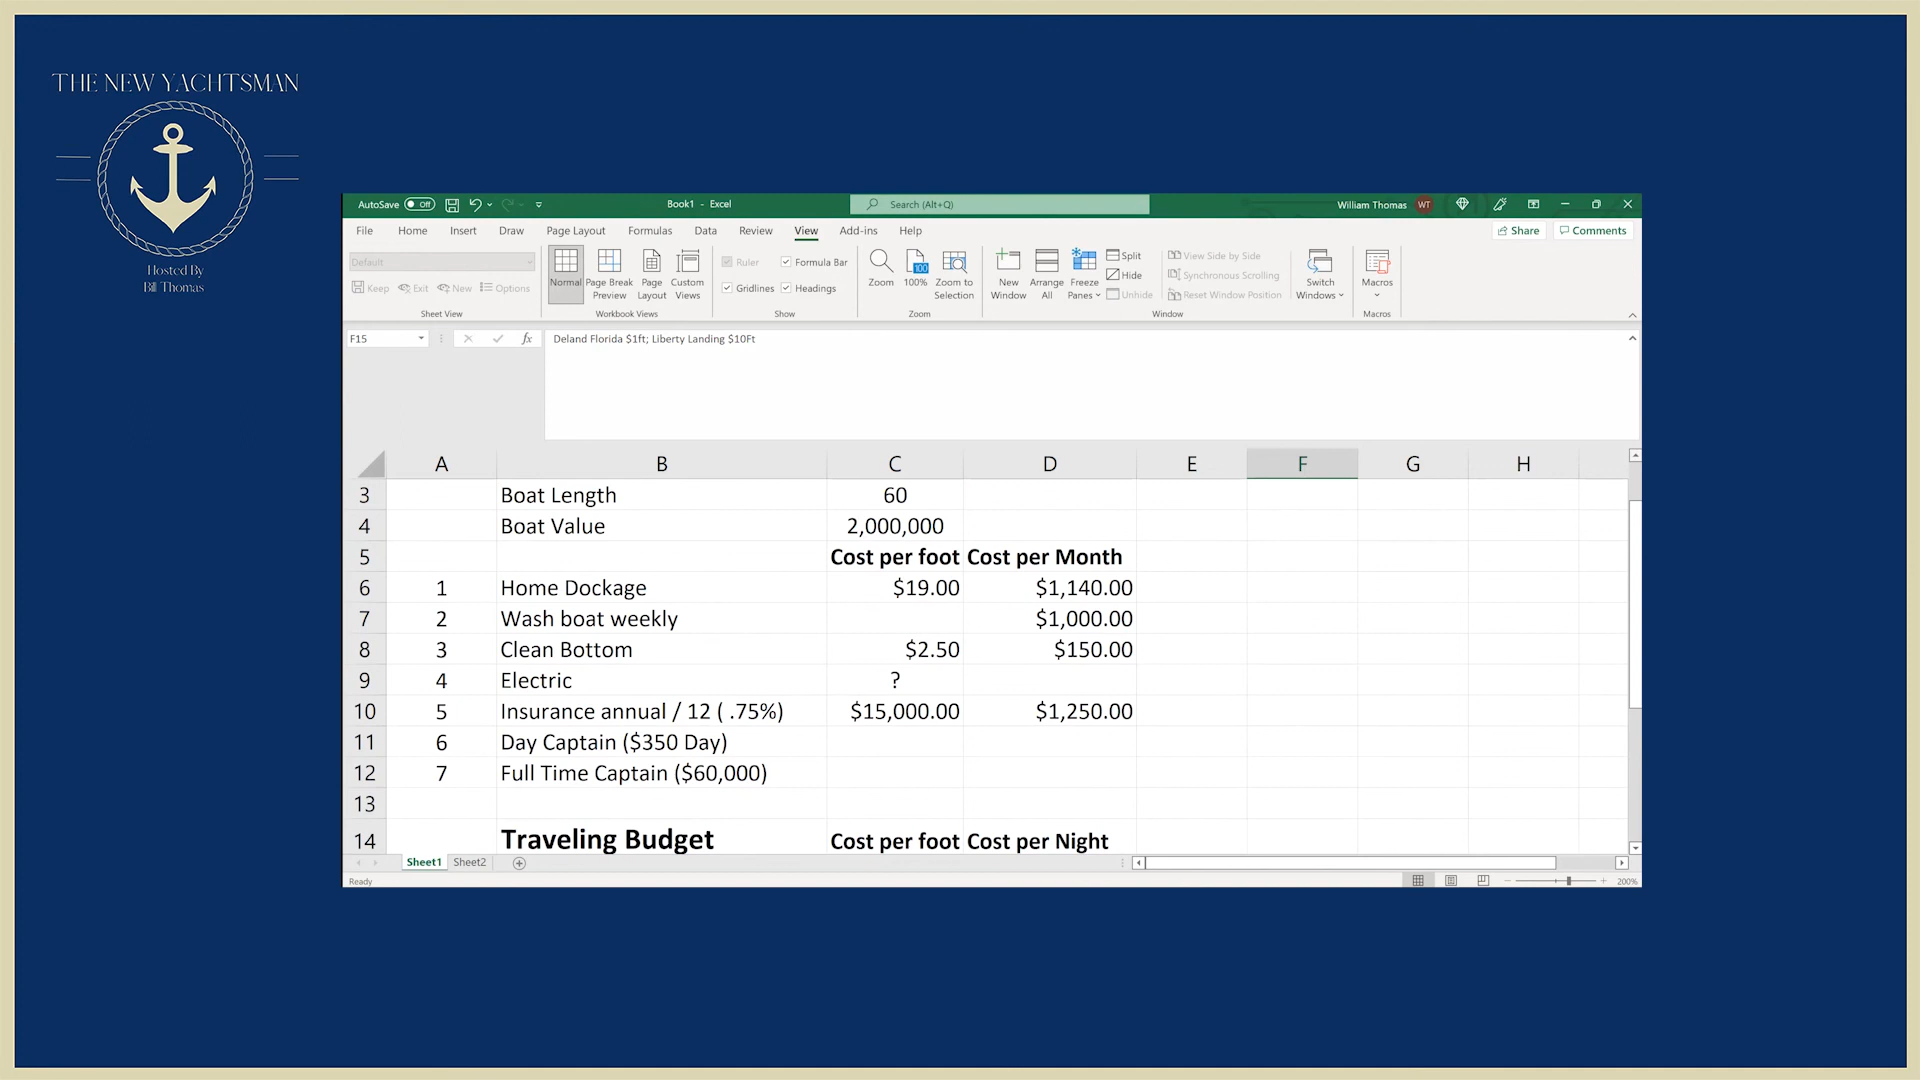 THE NEW YACHTSMAN
Hosted By
Bill Thomas
AutoSave Off Book1 - Excel Search (Alt+Q) William Thomas WT
File Home Insert Draw Page Layout Formulas Data Review View Add-ins Help Share Comments
Default
Keep Exit New Options
Sheet View
Normal
Page Break Preview
Page Layout
Custom Views
Workbook Views
Ruler Formula Bar
Gridlines Headings
Show
Zoom
100
100%
Zoom to Selection
Zoom
New Window
Arrange All
Freeze Panes
Split
Hide
Unhide
View Side by Side
Synchronous Scrolling
Reset Window Position
Window
Switch Windows
Macros
Macros
F15 fx Deland Florida $1ft; Liberty Landing $10Ft
A B C D E F G H
3 Boat Length 60
4 Boat Value 2,000,000
5 Cost per foot Cost per Month
6 1 Home Dockage $19.00 $1,140.00
7 2 Wash boat weekly $1,000.00
8 3 Clean Bottom $2.50 $150.00
9 4 Electric ?
10 5 Insurance annual / 12 ( .75%) $15,000.00 $1,250.00
11 6 Day Captain ($350 Day)
12 7 Full Time Captain ($60,000)
13
14 Traveling Budget Cost per foot Cost per Night
Sheet1 Sheet2
Ready 200%